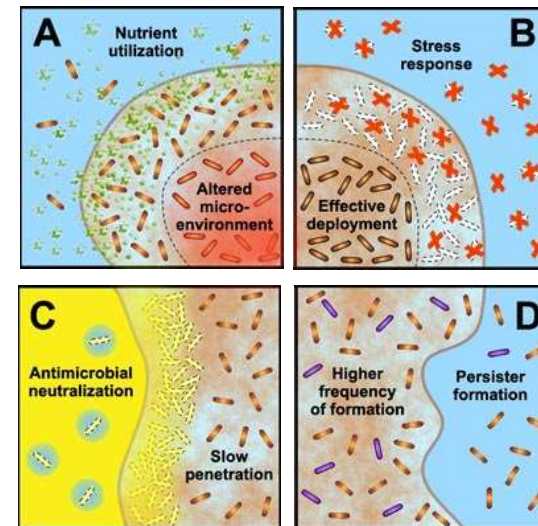 A
Nutrient
utilization
Altered
micro-
environment
B
Stress
response
Effective
deployment
C
Antimicrobial
neutralization
Slow
penetration
D
Higher
frequency
of formation
Persister
formation